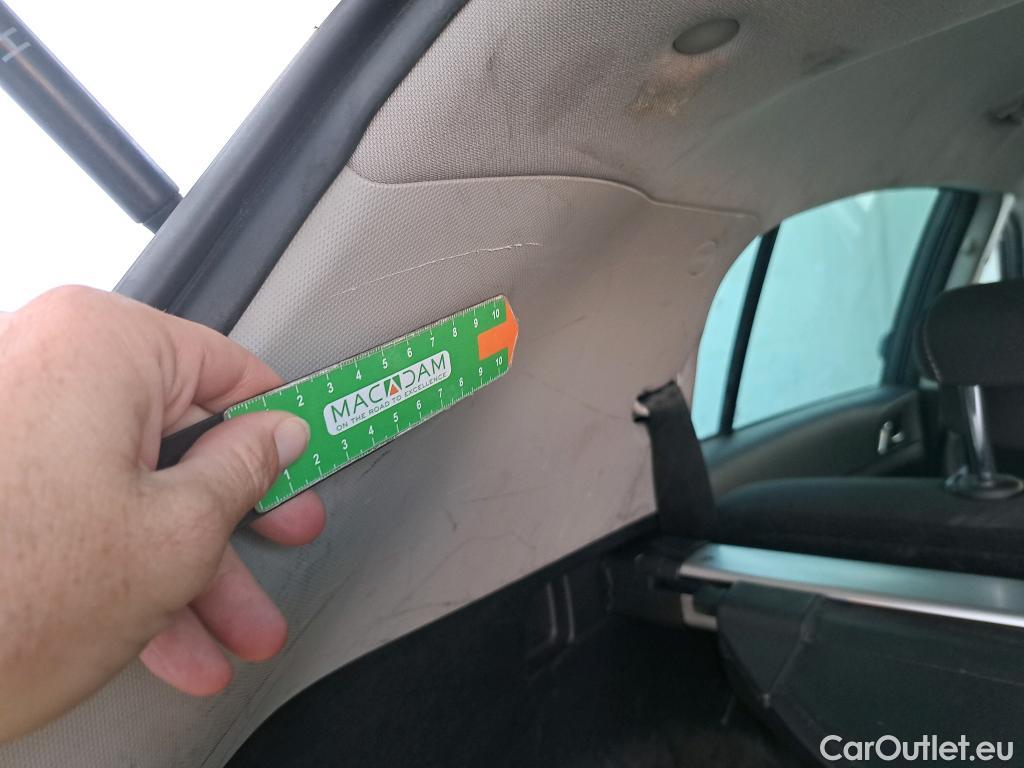 2 3 4 5 6 7 8 9 10
MACADAM
ON THE ROAD TO EXCELLENCE
1 2 3 4 5 6 7 8 9 10
CarOutlet.eu